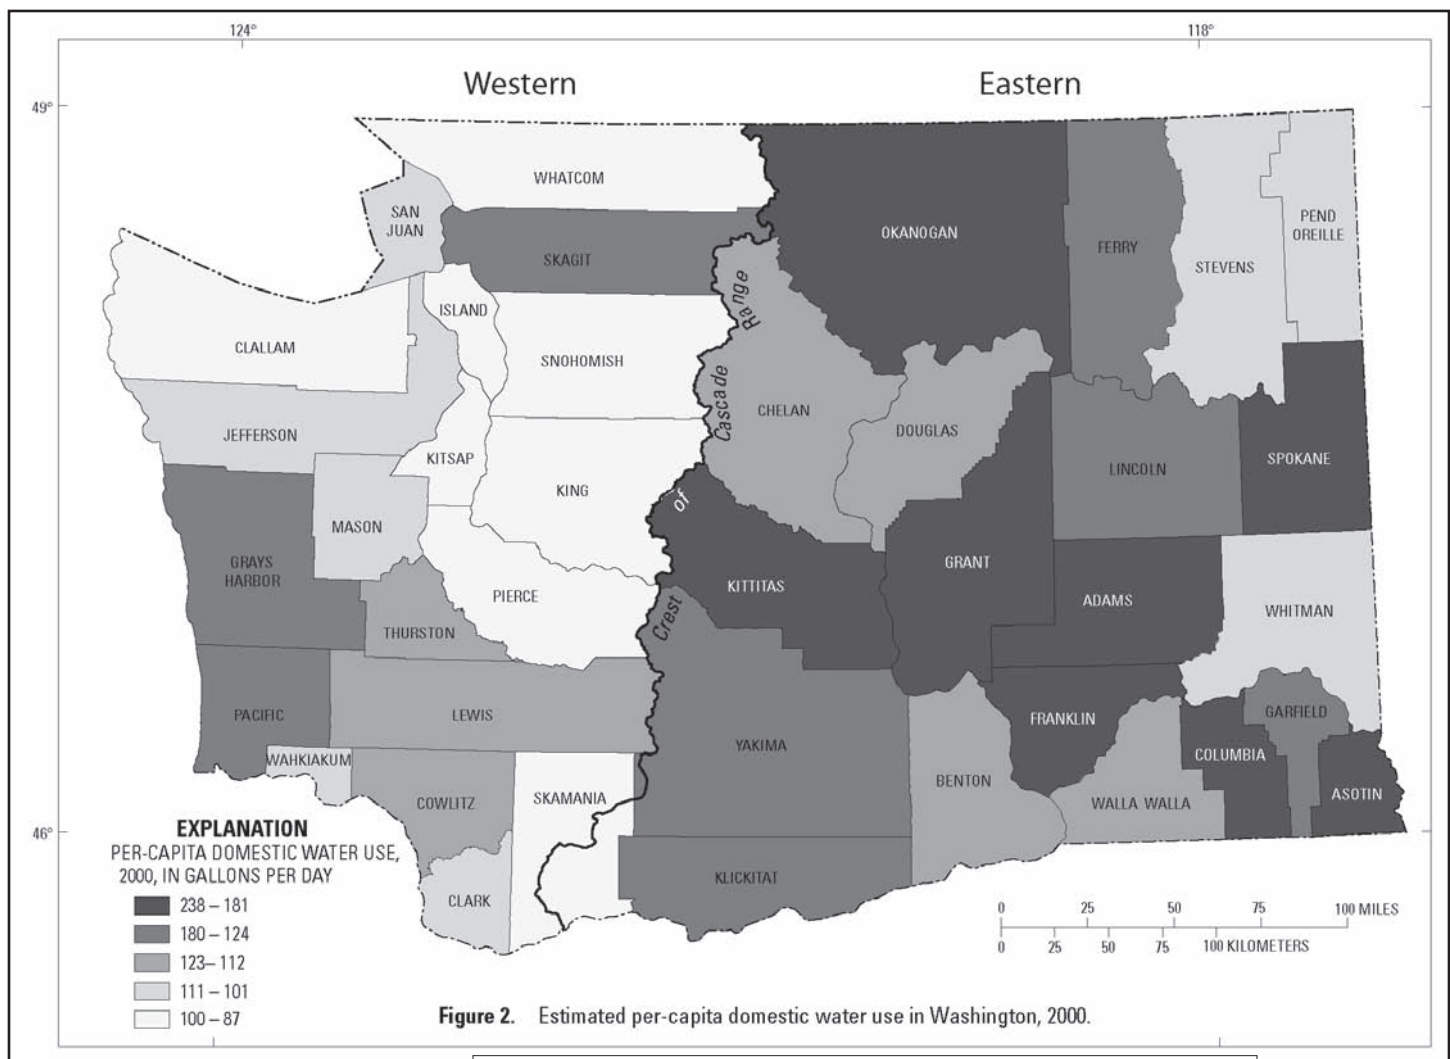 124°
118°
Western
Eastern
49°
WHATCOM
SAN
JUAN
SKAGIT
OKANOGAN
FERRY
PEND
OREILLE
STEVENS
ISLAND
CLALLAM
SNOHOMISH
Crest of Cascade Range
CHELAN
DOUGLAS
JEFFERSON
KITSAP
KING
LINCOLN
SPOKANE
MASON
GRAYS
HARBOR
PIERCE
KITTITAS
GRANT
ADAMS
WHITMAN
THURSTON
PACIFIC
LEWIS
YAKIMA
FRANKLIN
GARFIELD
WAHKIAKUM
COWLITZ
SKAMANIA
BENTON
WALLA WALLA
COLUMBIA
ASOTIN
46°
CLARK
KLICKITAT
EXPLANATION
PER-CAPITA DOMESTIC WATER USE,
2000, IN GALLONS PER DAY
238 – 181
180 – 124
123– 112
111 – 101
100 – 87
0 25 50 75 100 MILES
0 25 50 75 100 KILOMETERS
Figure 2. Estimated per-capita domestic water use in Washington, 2000.